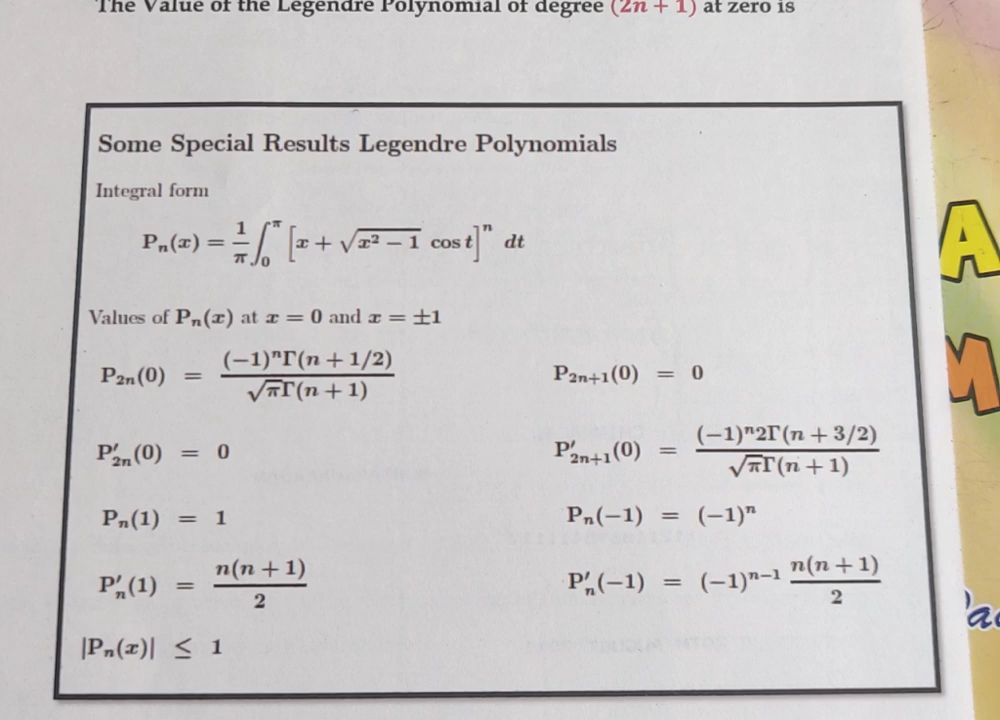 The Value of the Legendre Polynomial of degree (2n + 1) at zero is
Some Special Results Legendre Polynomials
Integral form
Pₙ(x) = 1/π ∫₀^π [x + √(x² − 1) cos t]ⁿ dt
Values of Pₙ(x) at x = 0 and x = ±1
P₂ₙ(0) = (−1)ⁿΓ(n + 1/2) / √πΓ(n + 1)    P₂ₙ₊₁(0) = 0
P′₂ₙ(0) = 0    P′₂ₙ₊₁(0) = (−1)ⁿ2Γ(n + 3/2) / √πΓ(n + 1)
Pₙ(1) = 1    Pₙ(−1) = (−1)ⁿ
P′ₙ(1) = n(n + 1) / 2    P′ₙ(−1) = (−1)ⁿ⁻¹ n(n + 1) / 2
|Pₙ(x)| ≤ 1
A
M